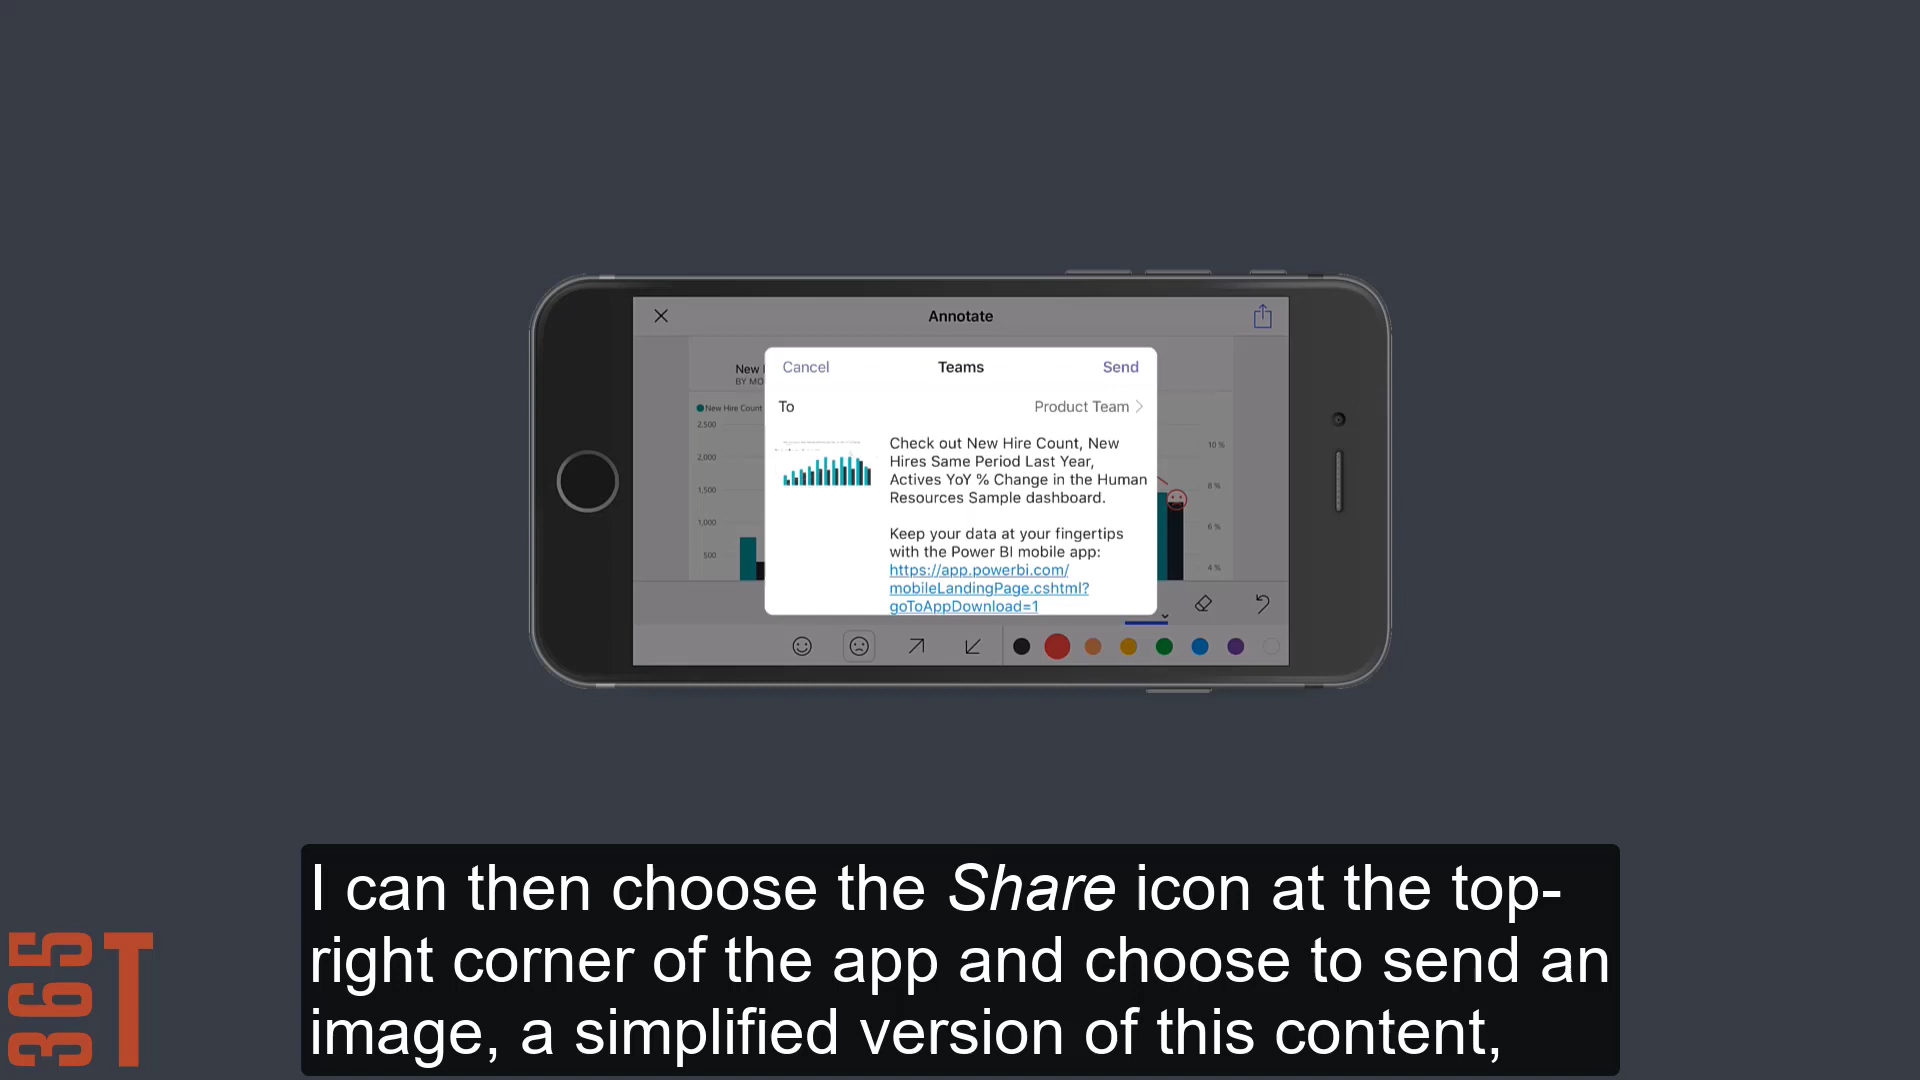 Annotate
New
BY MO
New Hire Count
2,500
2,000
1,500
1,000
500
10 %
8 %
6 %
4 %
Cancel
Teams
Send
To
Product Team
Check out New Hire Count, New
Hires Same Period Last Year,
Actives YoY % Change in the Human
Resources Sample dashboard.
Keep your data at your fingertips
with the Power BI mobile app:
https://app.powerbi.com/
mobileLandingPage.cshtml?
goToAppDownload=1
I can then choose the Share icon at the top-
right corner of the app and choose to send an
image, a simplified version of this content,
365
T